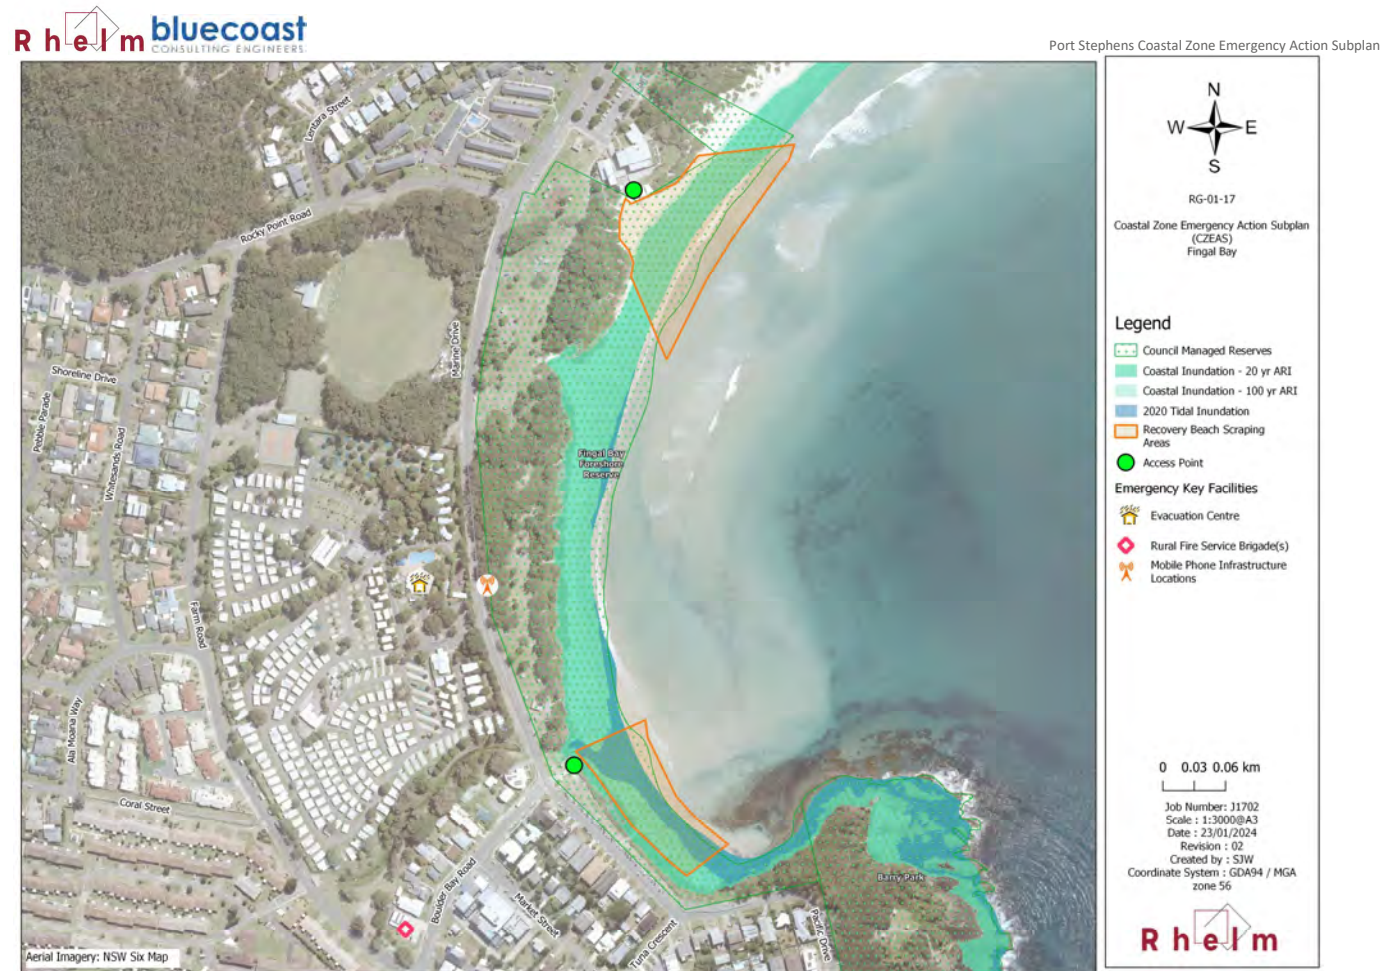 Rhelm
bluecoast
CONSULTING ENGINEERS
Port Stephens Coastal Zone Emergency Action Subplan
Lentara Street
Rocky Point Road
Marine Drive
Shoreline Drive
Pebble Parade
Whitesands Road
Fingal Bay
Foreshore
Reserve
Farm Road
Ala Moana Way
Coral Street
Boulder Bay Road
Market Street
Tuna Crescent
Pacific Drive
Barry Park
Aerial Imagery: NSW Six Map
N
W E
S
RG-01-17
Coastal Zone Emergency Action Subplan
(CZEAS)
Fingal Bay
Legend
Council Managed Reserves
Coastal Inundation - 20 yr ARI
Coastal Inundation - 100 yr ARI
2020 Tidal Inundation
Recovery Beach Scraping
Areas
Access Point
Emergency Key Facilities
Evacuation Centre
Rural Fire Service Brigade(s)
Mobile Phone Infrastructure
Locations
0 0.03 0.06 km
Job Number: J1702
Scale : 1:3000@A3
Date : 23/01/2024
Revision : 02
Created by : SJW
Coordinate System : GDA94 / MGA
zone 56
Rhelm